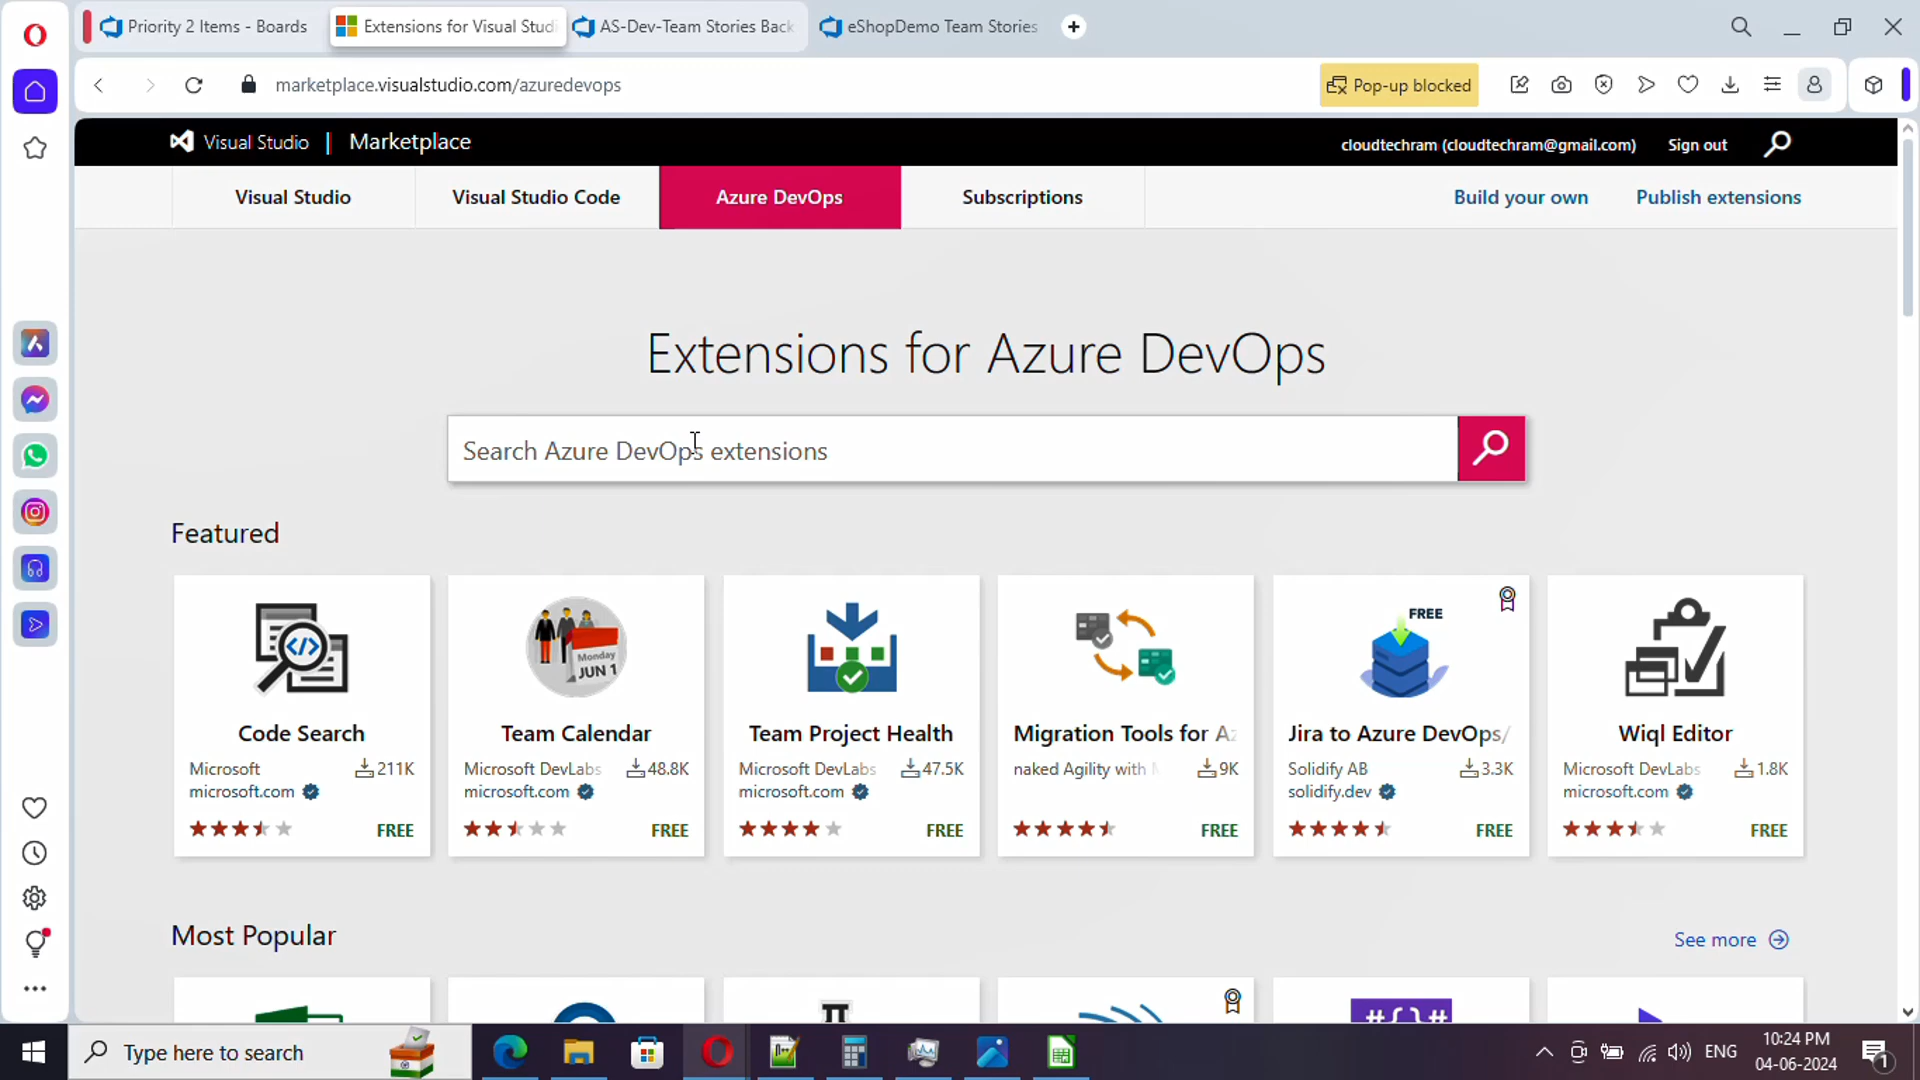 Priority 2 Items - Boards
Extensions for Visual Studi
AS-Dev-Team Stories Back
eShopDemo Team Stories
marketplace.visualstudio.com/azuredevops
Pop-up blocked
Visual Studio | Marketplace
cloudtechram (cloudtechram@gmail.com)
Sign out
Visual Studio
Visual Studio Code
Azure DevOps
Subscriptions
Build your own
Publish extensions
Extensions for Azure DevOps
Search Azure DevOps extensions
Featured
Monday
JUN 1
FREE
Code Search
Microsoft 211K
microsoft.com
FREE
Team Calendar
Microsoft DevLabs 48.8K
microsoft.com
FREE
Team Project Health
Microsoft DevLabs 47.5K
microsoft.com
FREE
Migration Tools for Az
naked Agility with 9K
FREE
Jira to Azure DevOps/
Solidify AB 3.3K
solidify.dev
FREE
Wiql Editor
Microsoft DevLabs 1.8K
microsoft.com
FREE
Most Popular
See more
Type here to search
ENG
10:24 PM
04-06-2024
1